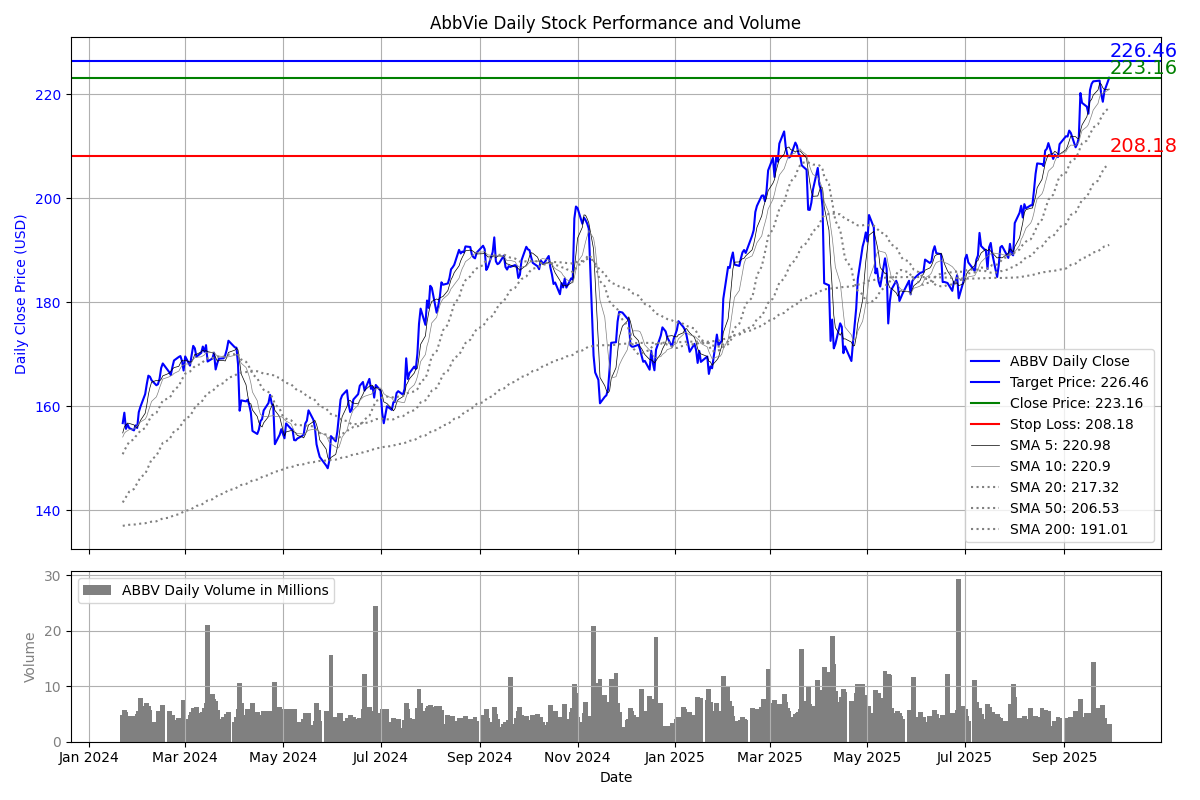 AbbVie Daily Stock Performance and Volume
226.46
223.16
208.18
220
200
180
160
140
Daily Close Price (USD)
ABBV Daily Close
Target Price: 226.46
Close Price: 223.16
Stop Loss: 208.18
SMA 5: 220.98
SMA 10: 220.9
SMA 20: 217.32
SMA 50: 206.53
SMA 200: 191.01
30
20
10
0
Volume
ABBV Daily Volume in Millions
Jan 2024 Mar 2024 May 2024 Jul 2024 Sep 2024 Nov 2024 Jan 2025 Mar 2025 May 2025 Jul 2025 Sep 2025
Date